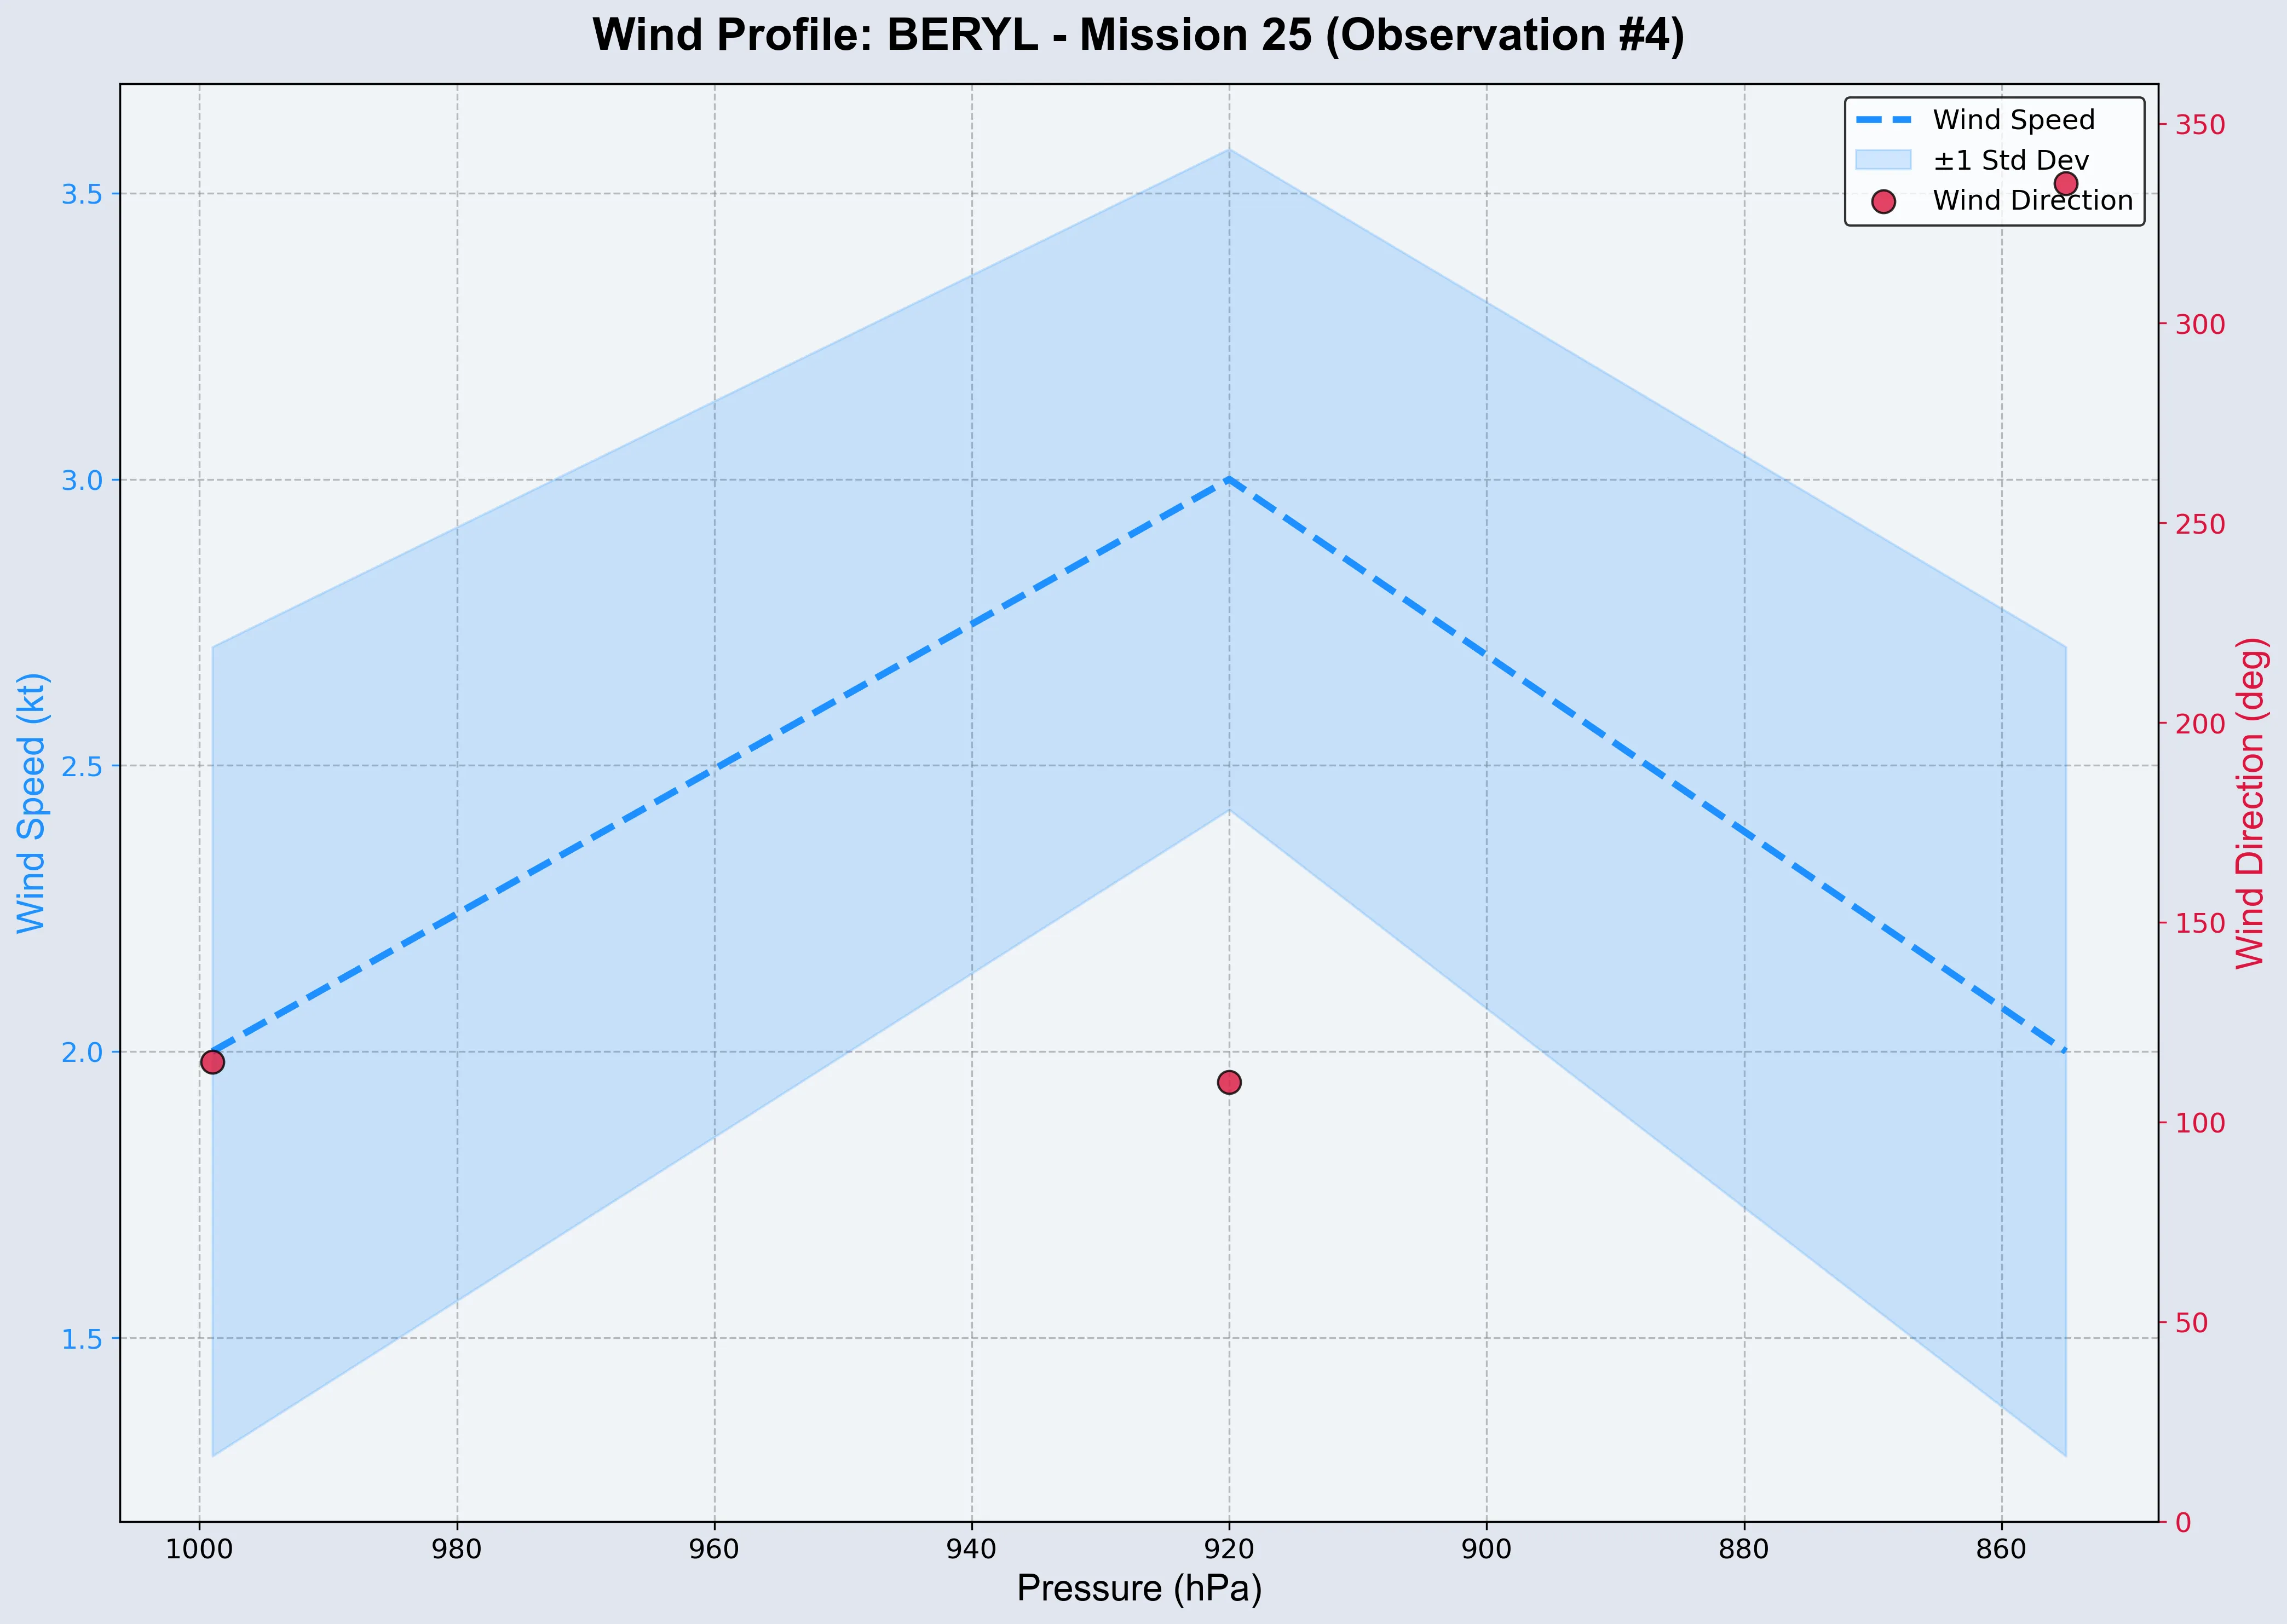 Wind Profile: BERYL - Mission 25 (Observation #4)
Wind Speed
±1 Std Dev
Wind Direction
Wind Speed (kt)
3.5
3.0
2.5
2.0
1.5
350
300
250
200
150
100
50
0
Wind Direction (deg)
1000 980 960 940 920 900 880 860
Pressure (hPa)